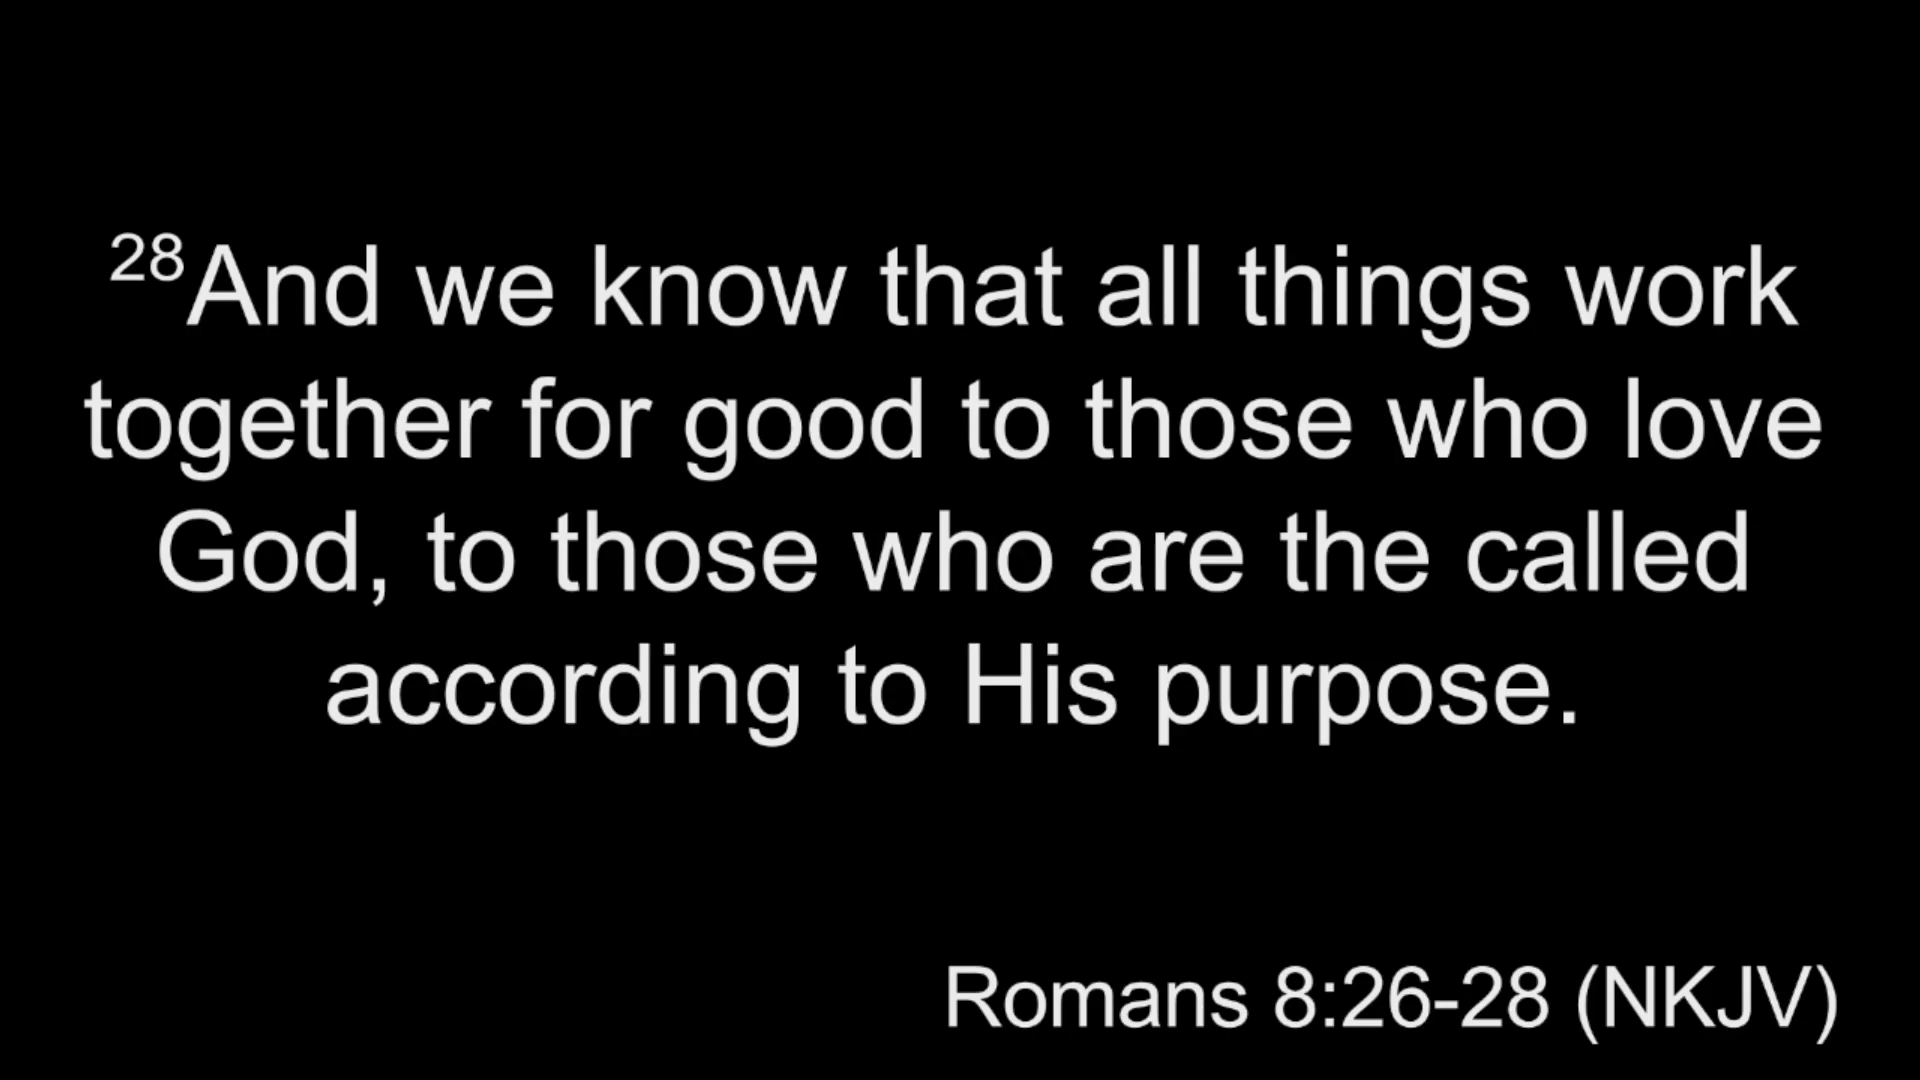 28And we know that all things work
together for good to those who love
God, to those who are the called
according to His purpose.
Romans 8:26-28 (NKJV)